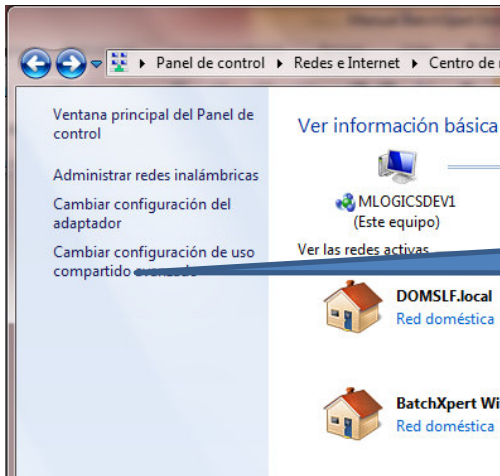 Panel de control Redes e Internet Centro de
Ventana principal del Panel de
control
Administrar redes inalámbricas
Cambiar configuración del
adaptador
Cambiar configuración de uso
compartido avanzado
Ver información básica
MLOGICSDEV1
(Este equipo)
Ver las redes activas
DOMSLF.local
Red doméstica
BatchXpert Wi
Red doméstica